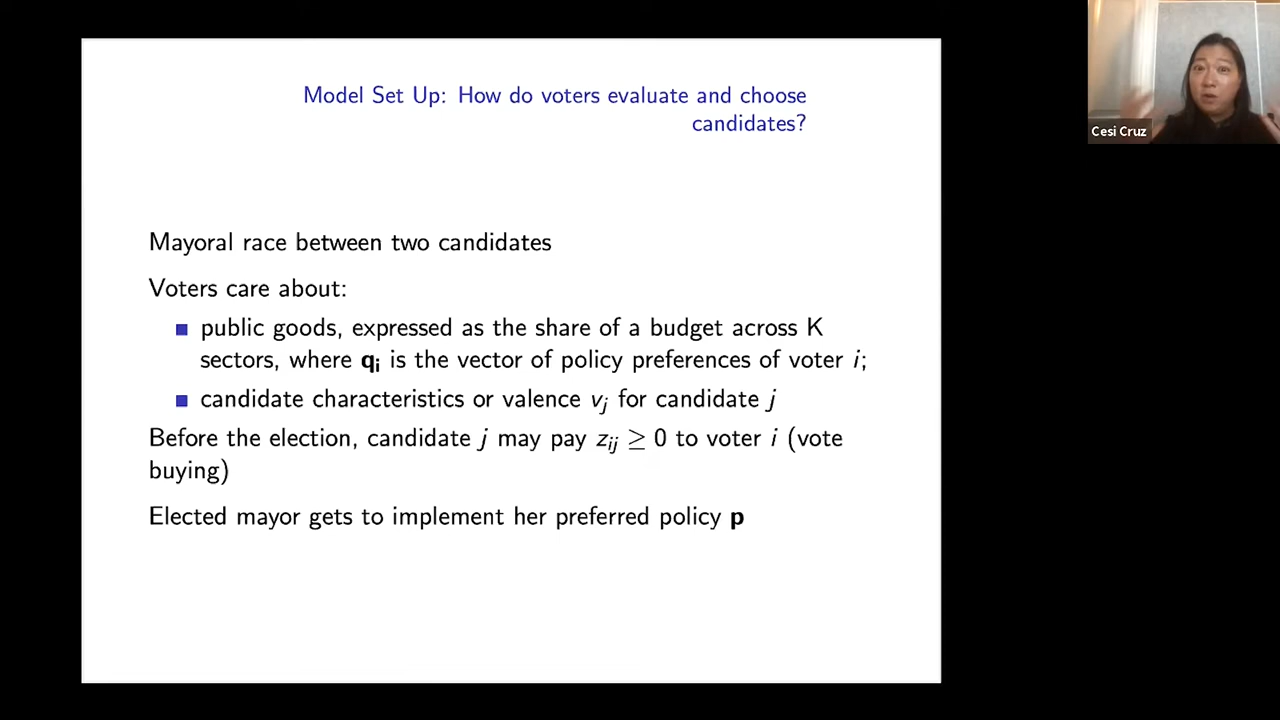 Model Set Up: How do voters evaluate and choose
candidates?
Cesi Cruz
Mayoral race between two candidates
Voters care about:
public goods, expressed as the share of a budget across K
sectors, where qi is the vector of policy preferences of voter i;
candidate characteristics or valence vj for candidate j
Before the election, candidate j may pay zij ≥ 0 to voter i (vote
buying)
Elected mayor gets to implement her preferred policy p